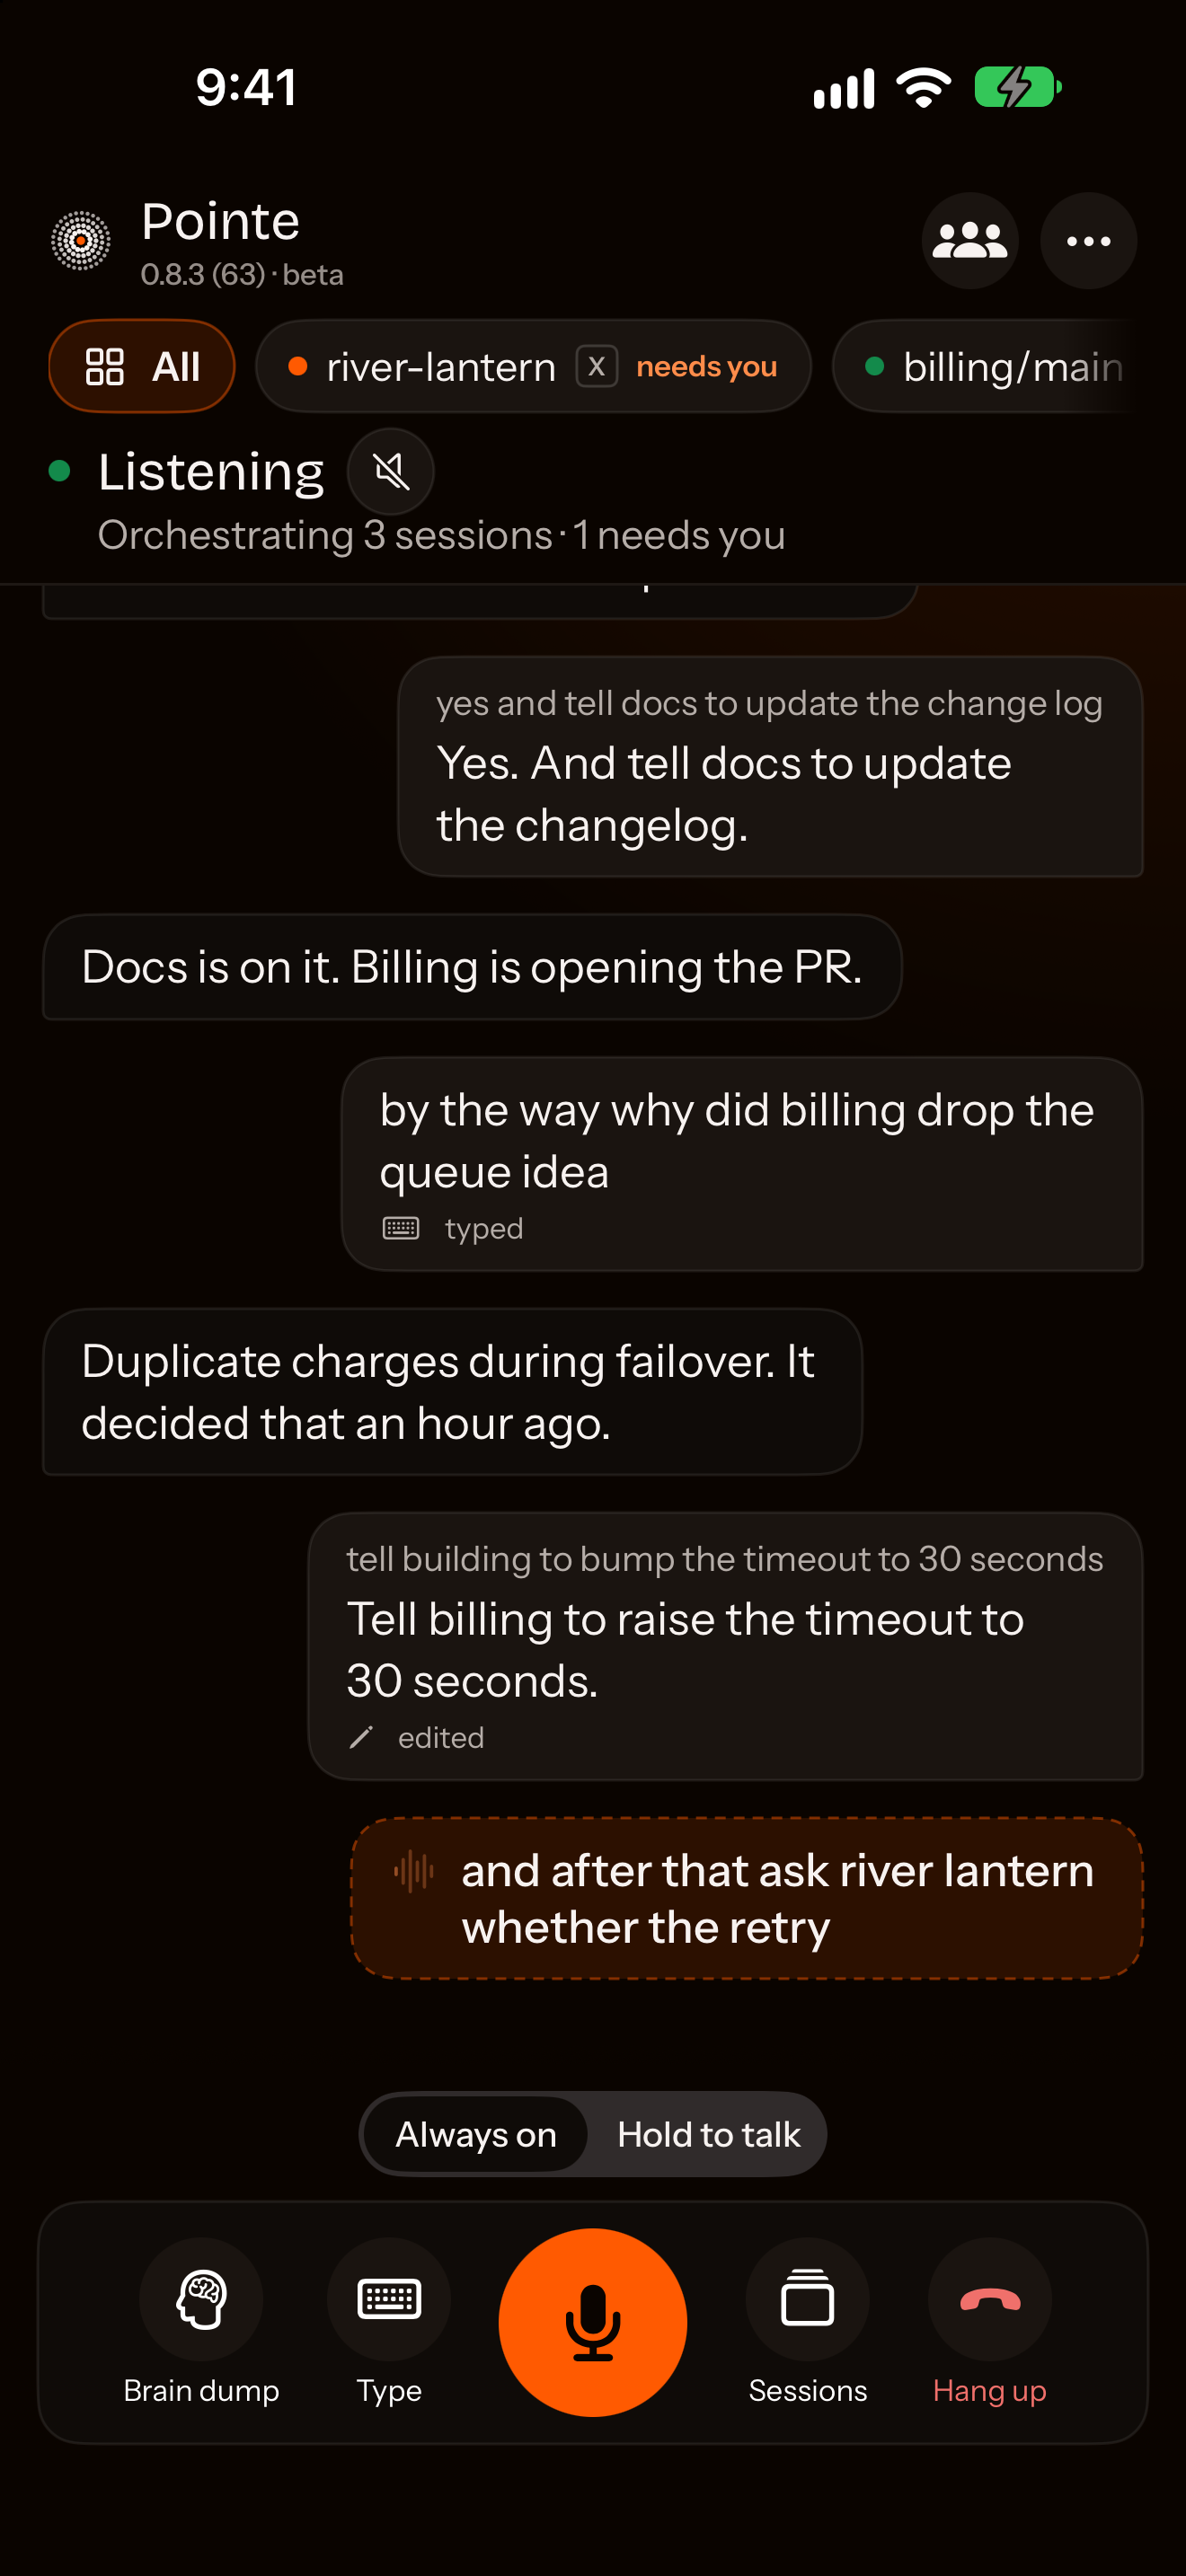 9:41
Pointe
0.8.3 (63) · beta
All
river-lantern X needs you
billing/main
Listening
Orchestrating 3 sessions · 1 needs you
yes and tell docs to update the change log
Yes. And tell docs to update
the changelog.
Docs is on it. Billing is opening the PR.
by the way why did billing drop the
queue idea
typed
Duplicate charges during failover. It
decided that an hour ago.
tell building to bump the timeout to 30 seconds
Tell billing to raise the timeout to
30 seconds.
edited
and after that ask river lantern
whether the retry
Always on
Hold to talk
Brain dump
Type
Sessions
Hang up